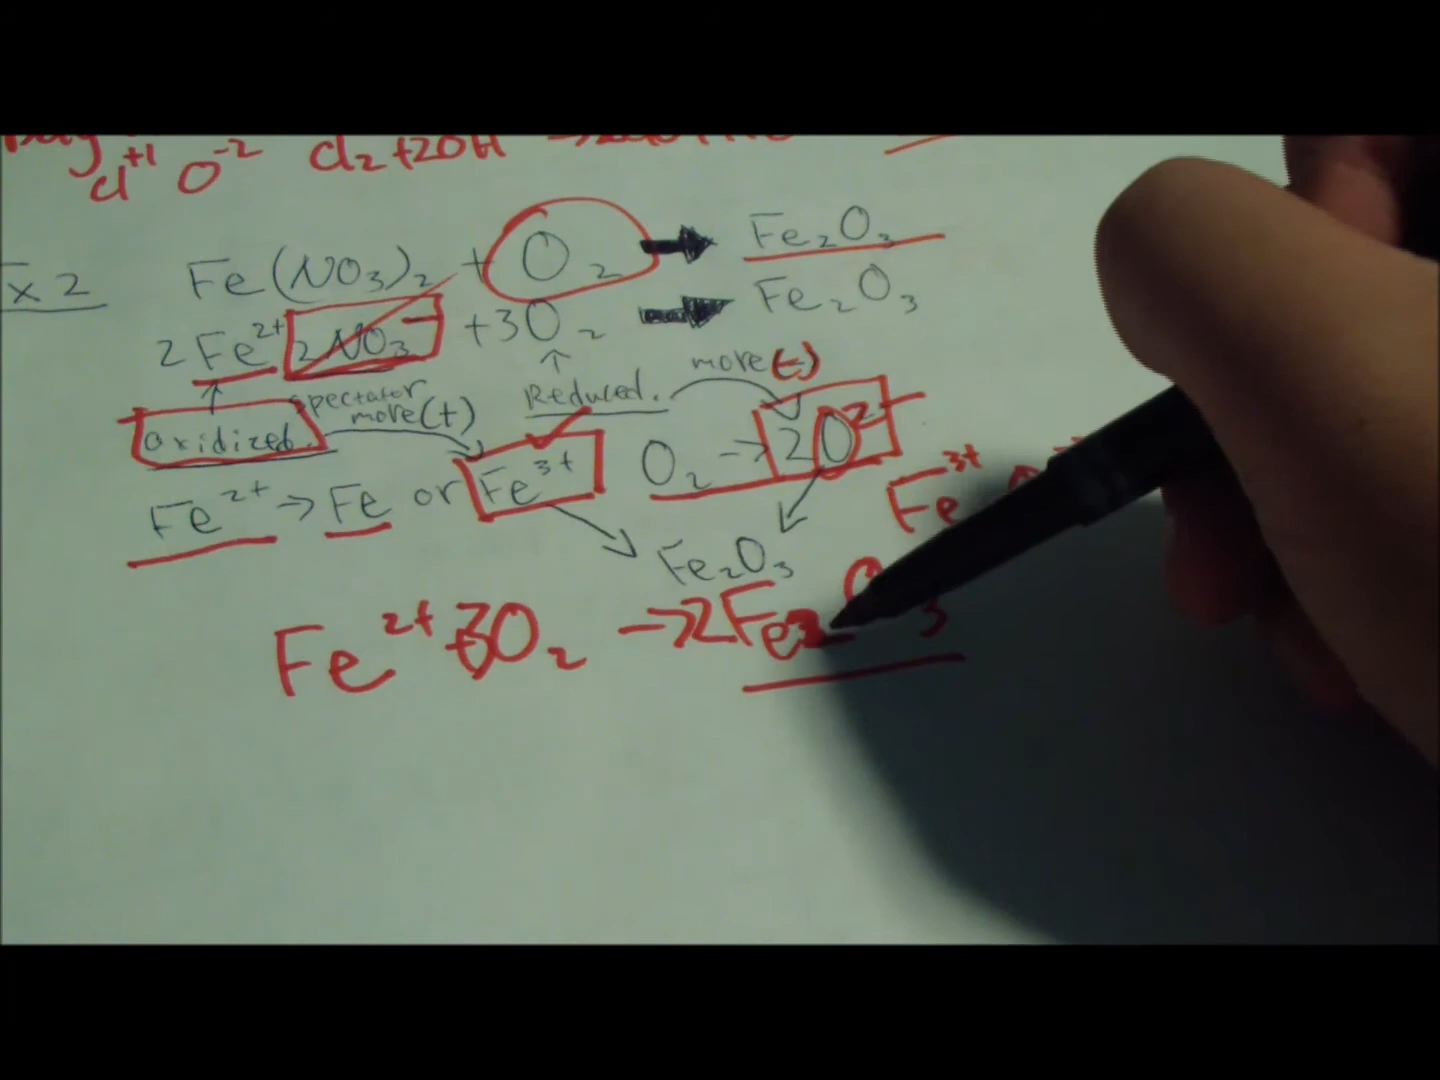 Cl+1 O-2 Cl2+2OH
x 2 Fe(NO3)2 + O2 → Fe2O3
2Fe2+ 2NO3- +3O2 → Fe2O3
spectator Reduced. more(-)
oxidized. more(+)
Fe2+ → Fe or Fe3+ O2 → 2O2- Fe3+
Fe2O3
Fe2+ +3O2 → 2Fe2O3